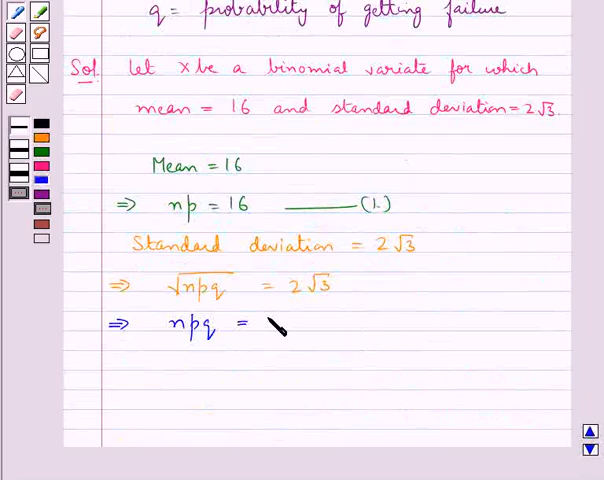 q = probability of getting failure
Sol. Let X be a binomial variate for which
mean = 16 and standard deviation = 2√3.
Mean = 16
⇒ np = 16 ———(1.)
Standard deviation = 2√3
⇒ √npq = 2√3
⇒ npq =